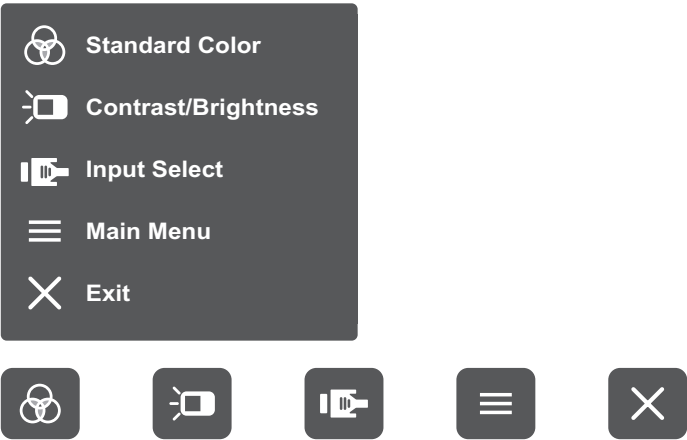 Standard Color
Contrast/Brightness
Input Select
Main Menu
Exit